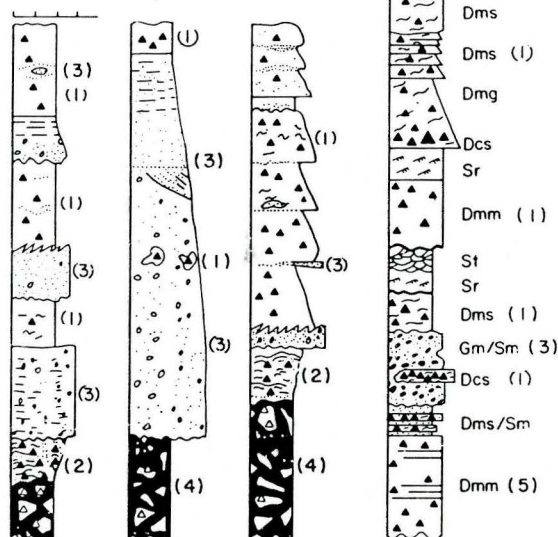 (3)
(1)
(1)
(3)
(1)
(3)
(2)
(1)
(3)
(1)
(3)
(4)
(1)
(3)
(2)
(4)
Dms
Dms (1)
Dmg
Dcs
Sr
Dmm (1)
St
Sr
Dms (1)
Gm/Sm (3)
Dcs (1)
Dms/Sm
Dmm (5)